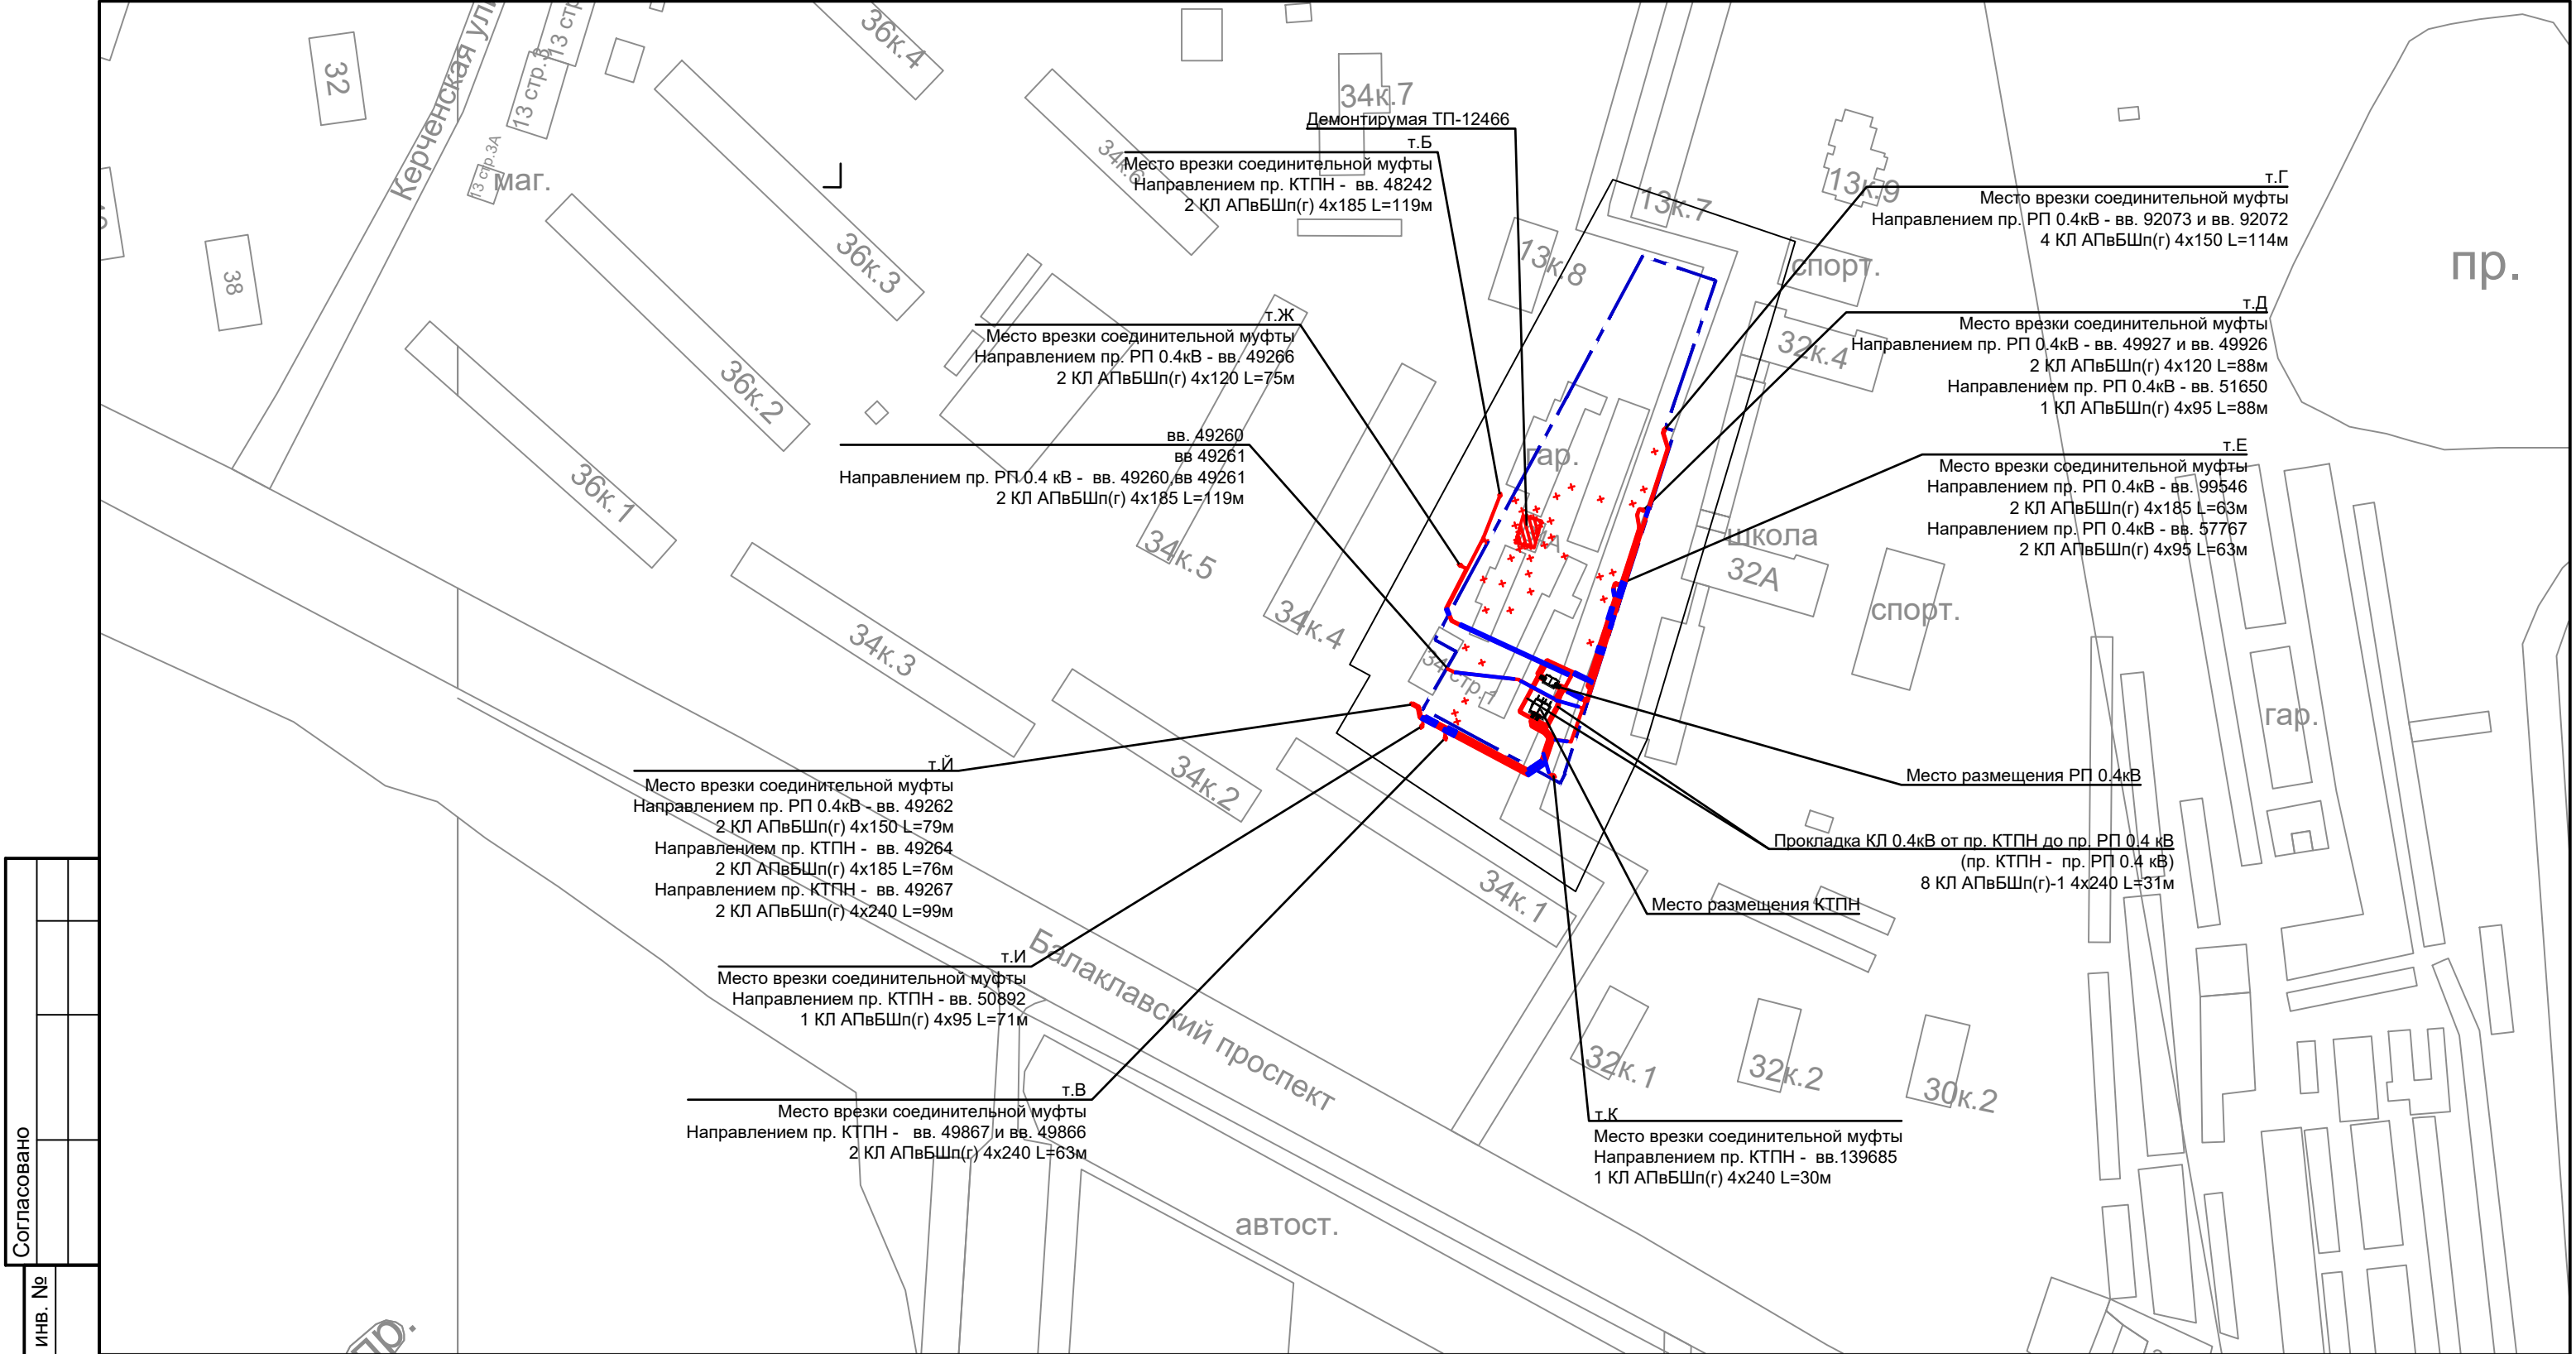 Керченская ули
13 стр.
13 стр.3
13 стр.3А
маг.
32
38
36к.4
36к.3
36к.2
36к.1
34к.7
34к.6
34к.5
34к.4
34к.3
34к.2
34к.1
13к.7
13к.8
13к.9
спорт.
32к.4
школа
32А
спорт.
гар.
34 стр.1
пр.
гар.
32к.1
32к.2
30к.2
Балаклавский проспект
автост.
пр.
Демонтирумая ТП-12466
т.Б
Место врезки соединительной муфты
Направлением пр. КТПН - вв. 48242
2 КЛ АПвБШп(г) 4х185 L=119м
т.Г
Место врезки соединительной муфты
Направлением пр. РП 0.4кВ - вв. 92073 и вв. 92072
4 КЛ АПвБШп(г) 4х150 L=114м
т.Д
Место врезки соединительной муфты
Направлением пр. РП 0.4кВ - вв. 49927 и вв. 49926
2 КЛ АПвБШп(г) 4х120 L=88м
Направлением пр. РП 0.4кВ - вв. 51650
1 КЛ АПвБШп(г) 4х95 L=88м
т.Ж
Место врезки соединительной муфты
Направлением пр. РП 0.4кВ - вв. 49266
2 КЛ АПвБШп(г) 4х120 L=75м
вв. 49260
вв 49261
Направлением пр. РП 0.4 кВ - вв. 49260,вв 49261
2 КЛ АПвБШп(г) 4х185 L=119м
т.Е
Место врезки соединительной муфты
Направлением пр. РП 0.4кВ - вв. 99546
2 КЛ АПвБШп(г) 4х185 L=63м
Направлением пр. РП 0.4кВ - вв. 57767
2 КЛ АПвБШп(г) 4х95 L=63м
т.Й
Место врезки соединительной муфты
Направлением пр. РП 0.4кВ - вв. 49262
2 КЛ АПвБШп(г) 4х150 L=79м
Направлением пр. КТПН - вв. 49264
2 КЛ АПвБШп(г) 4х185 L=76м
Направлением пр. КТПН - вв. 49267
2 КЛ АПвБШп(г) 4х240 L=99м
Место размещения РП 0.4кВ
Прокладка КЛ 0.4кВ от пр. КТПН до пр. РП 0.4 кВ
(пр. КТПН - пр. РП 0.4 кВ)
8 КЛ АПвБШп(г)-1 4х240 L=31м
Место размещения КТПН
т.И
Место врезки соединительной муфты
Направлением пр. КТПН - вв. 50892
1 КЛ АПвБШп(г) 4х95 L=71м
т.В
Место врезки соединительной муфты
Направлением пр. КТПН - вв. 49867 и вв. 49866
2 КЛ АПвБШп(г) 4х240 L=63м
т.К
Место врезки соединительной муфты
Направлением пр. КТПН - вв.139685
1 КЛ АПвБШп(г) 4х240 L=30м
Согласовано
инв. №